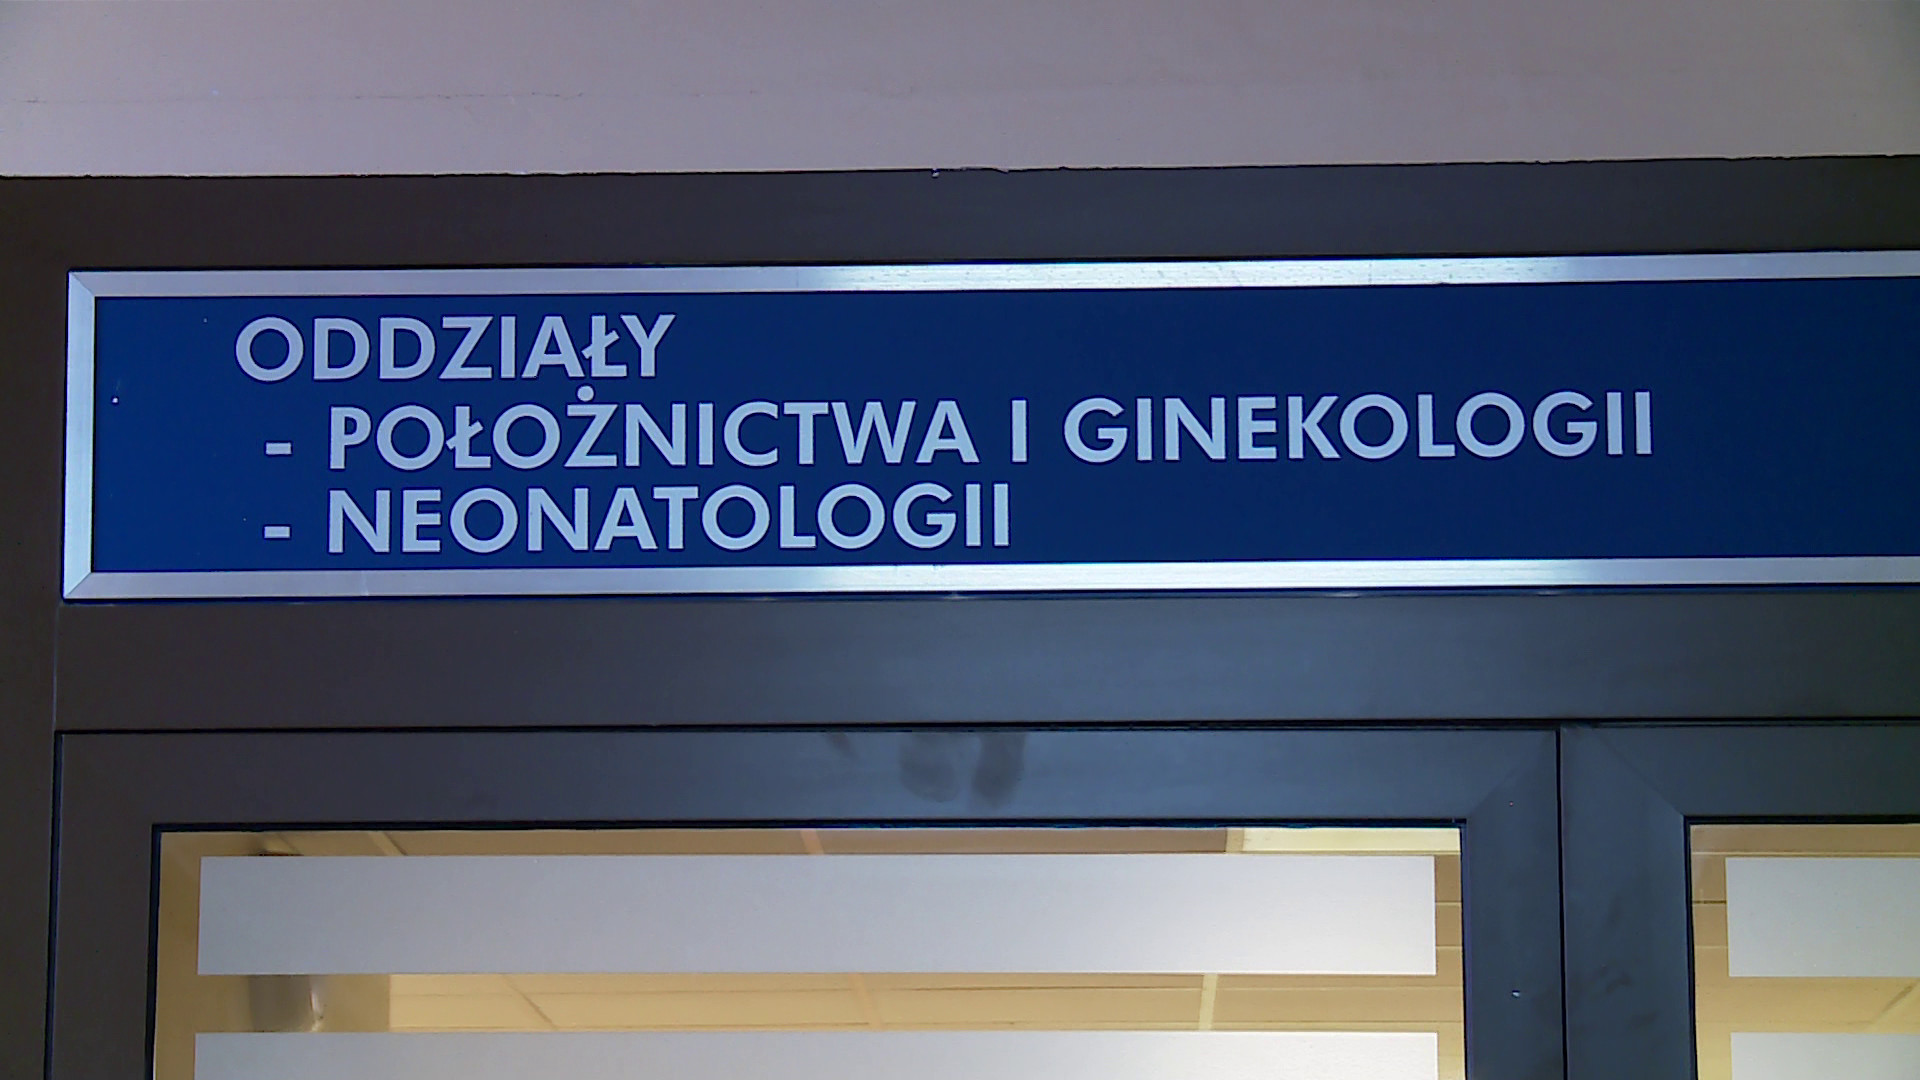 ODDZIAŁY
- POŁOŻNICTWA I GINEKOLOGII
- NEONATOLOGII